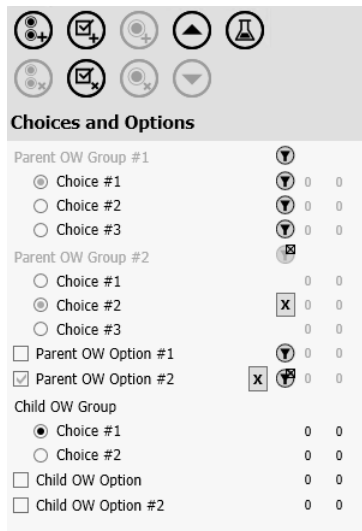 Choices and Options
Parent OW Group #1
Choice #1 0 0
Choice #2 0 0
Choice #3 0 0
Parent OW Group #2
Choice #1 0 0
Choice #2 X 0 0
Choice #3 0 0
Parent OW Option #1 0 0
Parent OW Option #2 X 0 0
Child OW Group
Choice #1 0 0
Choice #2 0 0
Child OW Option 0 0
Child OW Option #2 0 0